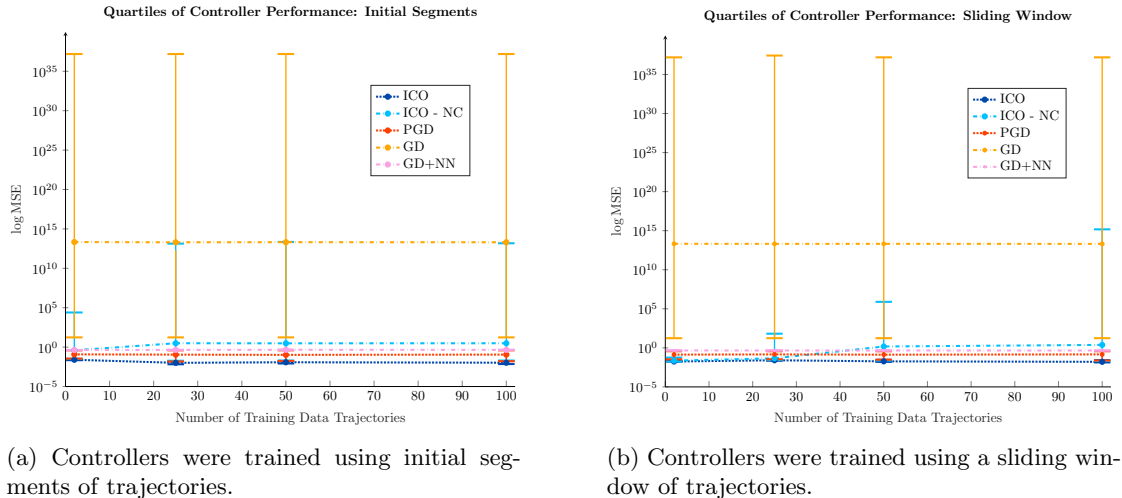 Quartiles of Controller Performance: Initial Segments
10^35
10^30
10^25
10^20
10^15
10^10
10^5
10^0
10^−5
log MSE
ICO
ICO - NC
PGD
GD
GD+NN
0 10 20 30 40 50 60 70 80 90 100
Number of Training Data Trajectories
(a) Controllers were trained using initial seg-
ments of trajectories.
Quartiles of Controller Performance: Sliding Window
10^35
10^30
10^25
10^20
10^15
10^10
10^5
10^0
10^−5
log MSE
ICO
ICO - NC
PGD
GD
GD+NN
0 10 20 30 40 50 60 70 80 90 100
Number of Training Data Trajectories
(b) Controllers were trained using a sliding win-
dow of trajectories.